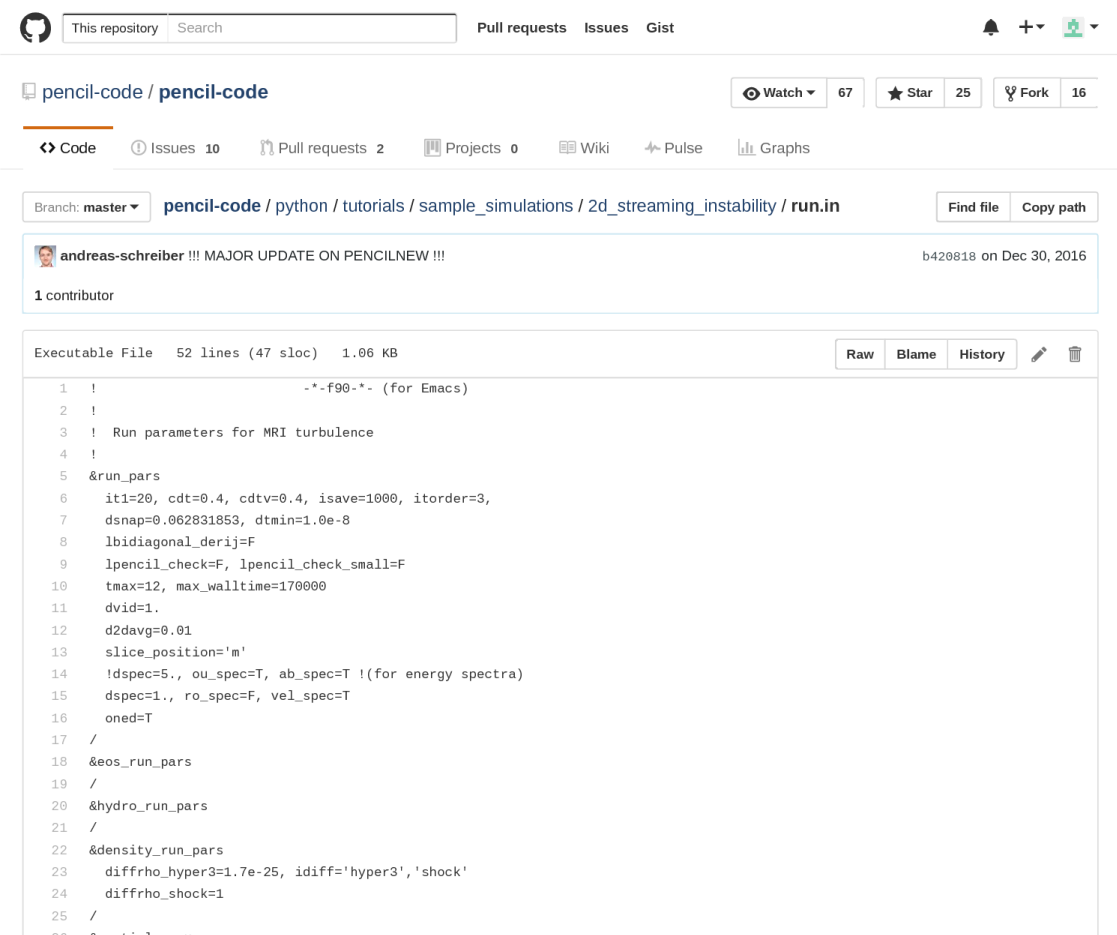 This repository Search Pull requests Issues Gist
pencil-code / pencil-code Watch 67 Star 25 Fork 16
Code Issues 10 Pull requests 2 Projects 0 Wiki Pulse Graphs
Branch: master pencil-code / python / tutorials / sample_simulations / 2d_streaming_instability / run.in Find file Copy path
andreas-schreiber !!! MAJOR UPDATE ON PENCILNEW !!! b420818 on Dec 30, 2016
1 contributor
Executable File 52 lines (47 sloc) 1.06 KB Raw Blame History
1 ! -*-f90-*- (for Emacs)
2 !
3 ! Run parameters for MRI turbulence
4 !
5 &run_pars
6 it1=20, cdt=0.4, cdtv=0.4, isave=1000, itorder=3,
7 dsnap=0.062831853, dtmin=1.0e-8
8 lbidiagonal_derij=F
9 lpencil_check=F, lpencil_check_small=F
10 tmax=12, max_walltime=170000
11 dvid=1.
12 d2davg=0.01
13 slice_position='m'
14 !dspec=5., ou_spec=T, ab_spec=T !(for energy spectra)
15 dspec=1., ro_spec=F, vel_spec=T
16 oned=T
17 /
18 &eos_run_pars
19 /
20 &hydro_run_pars
21 /
22 &density_run_pars
23 diffrho_hyper3=1.7e-25, idiff='hyper3','shock'
24 diffrho_shock=1
25 /